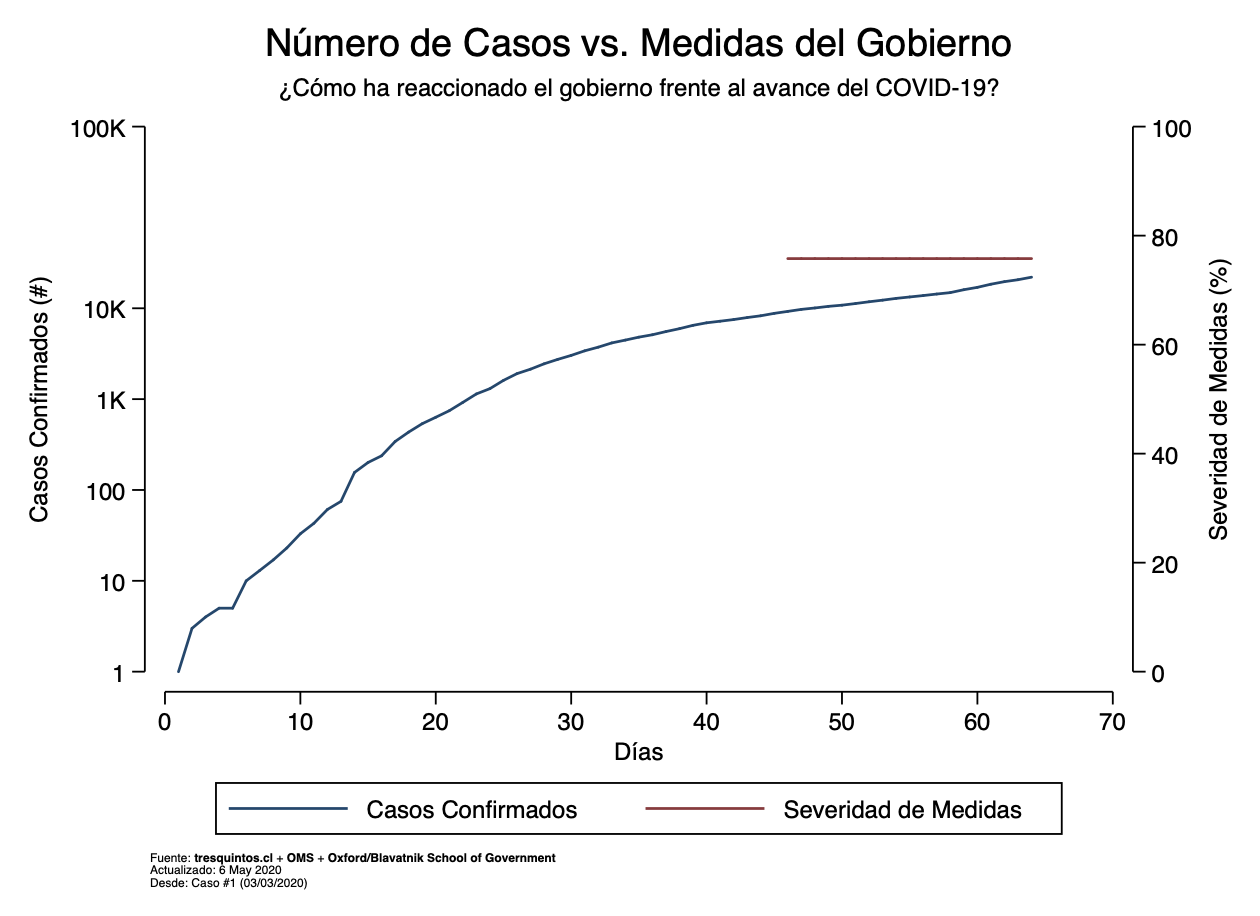 Número de Casos vs. Medidas del Gobierno
¿Cómo ha reaccionado el gobierno frente al avance del COVID-19?
Casos Confirmados (#)
100K
10K
1K
100
10
1
100
80
60
40
20
0
Severidad de Medidas (%)
0 10 20 30 40 50 60 70
Días
Casos Confirmados Severidad de Medidas
Fuente: tresquintos.cl + OMS + Oxford/Blavatnik School of Government
Actualizado: 6 May 2020
Desde: Caso #1 (03/03/2020)